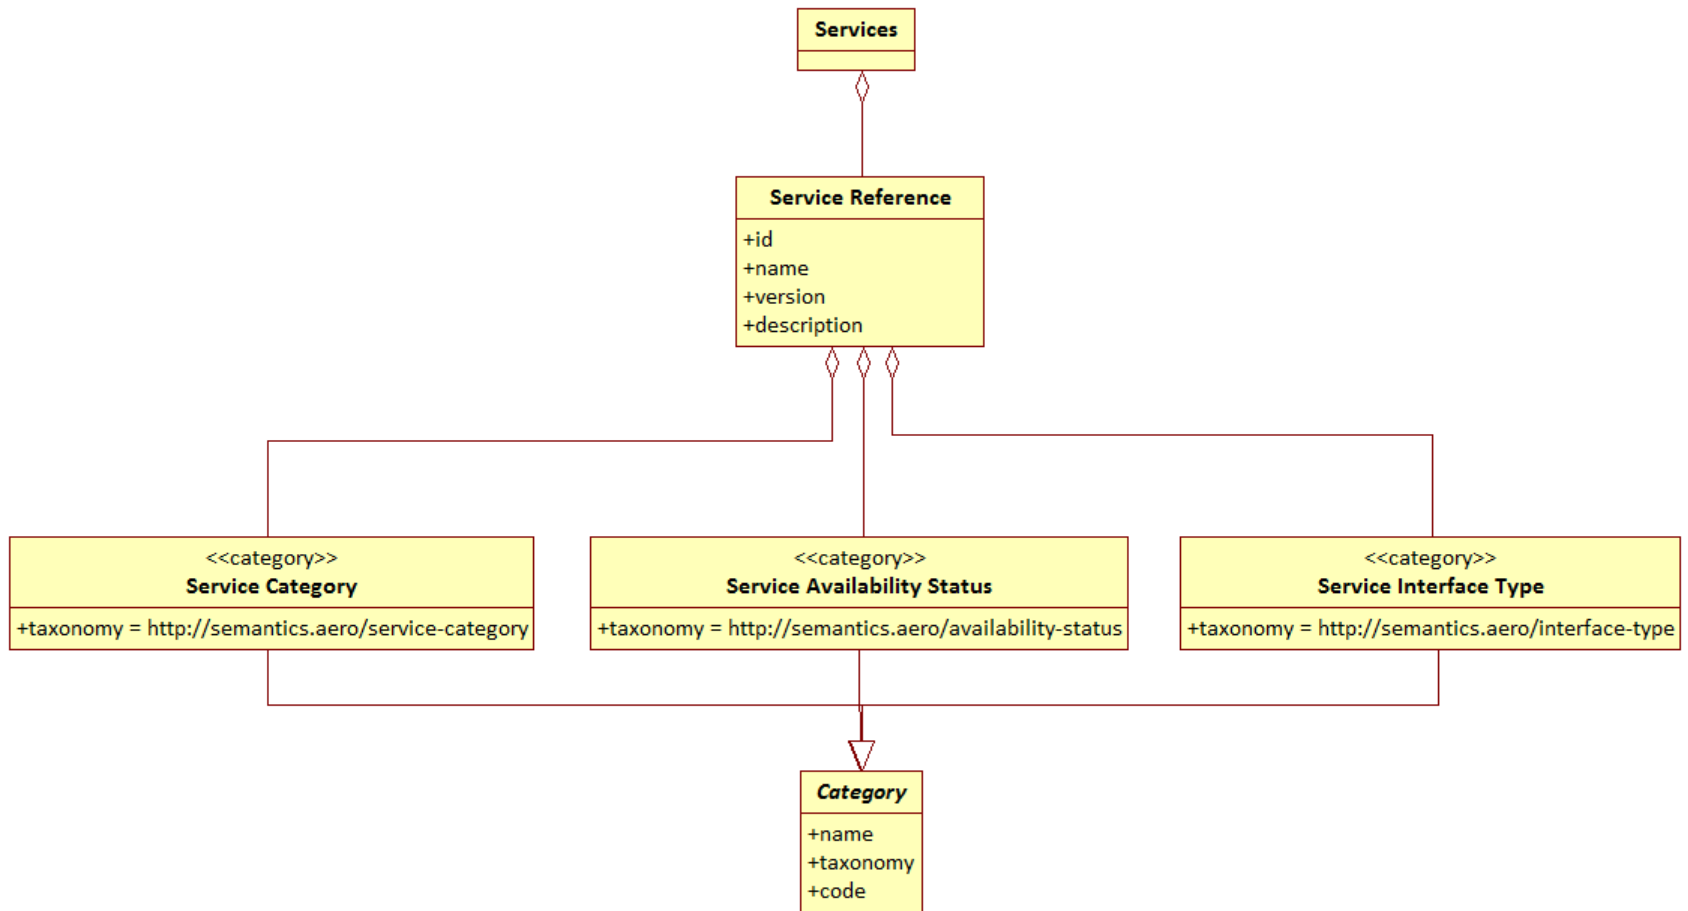 Services
Service Reference
+id
+name
+version
+description
<<category>>
Service Category
+taxonomy = http://semantics.aero/service-category
<<category>>
Service Availability Status
+taxonomy = http://semantics.aero/availability-status
<<category>>
Service Interface Type
+taxonomy = http://semantics.aero/interface-type
Category
+name
+taxonomy
+code